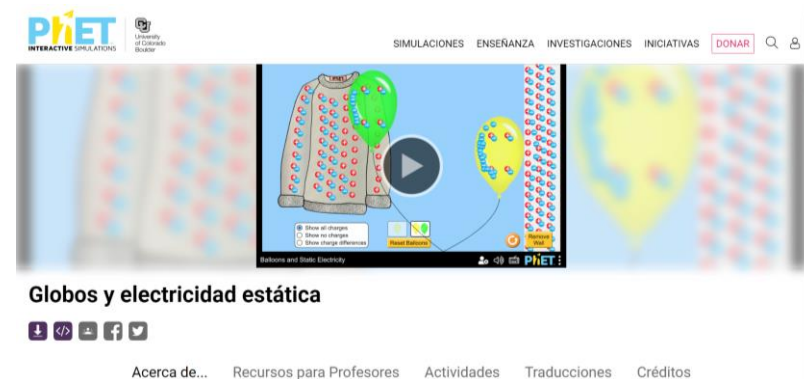 PhET
INTERACTIVE SIMULATIONS
University
of Colorado
Boulder
SIMULACIONES ENSEÑANZA INVESTIGACIONES INICIATIVAS DONAR
Show all charges
Show no charges
Show charge differences
Reset Balloons
Remove
Wall
Balloons and Static Electricity
PhET
Globos y electricidad estática
Acerca de... Recursos para Profesores Actividades Traducciones Créditos